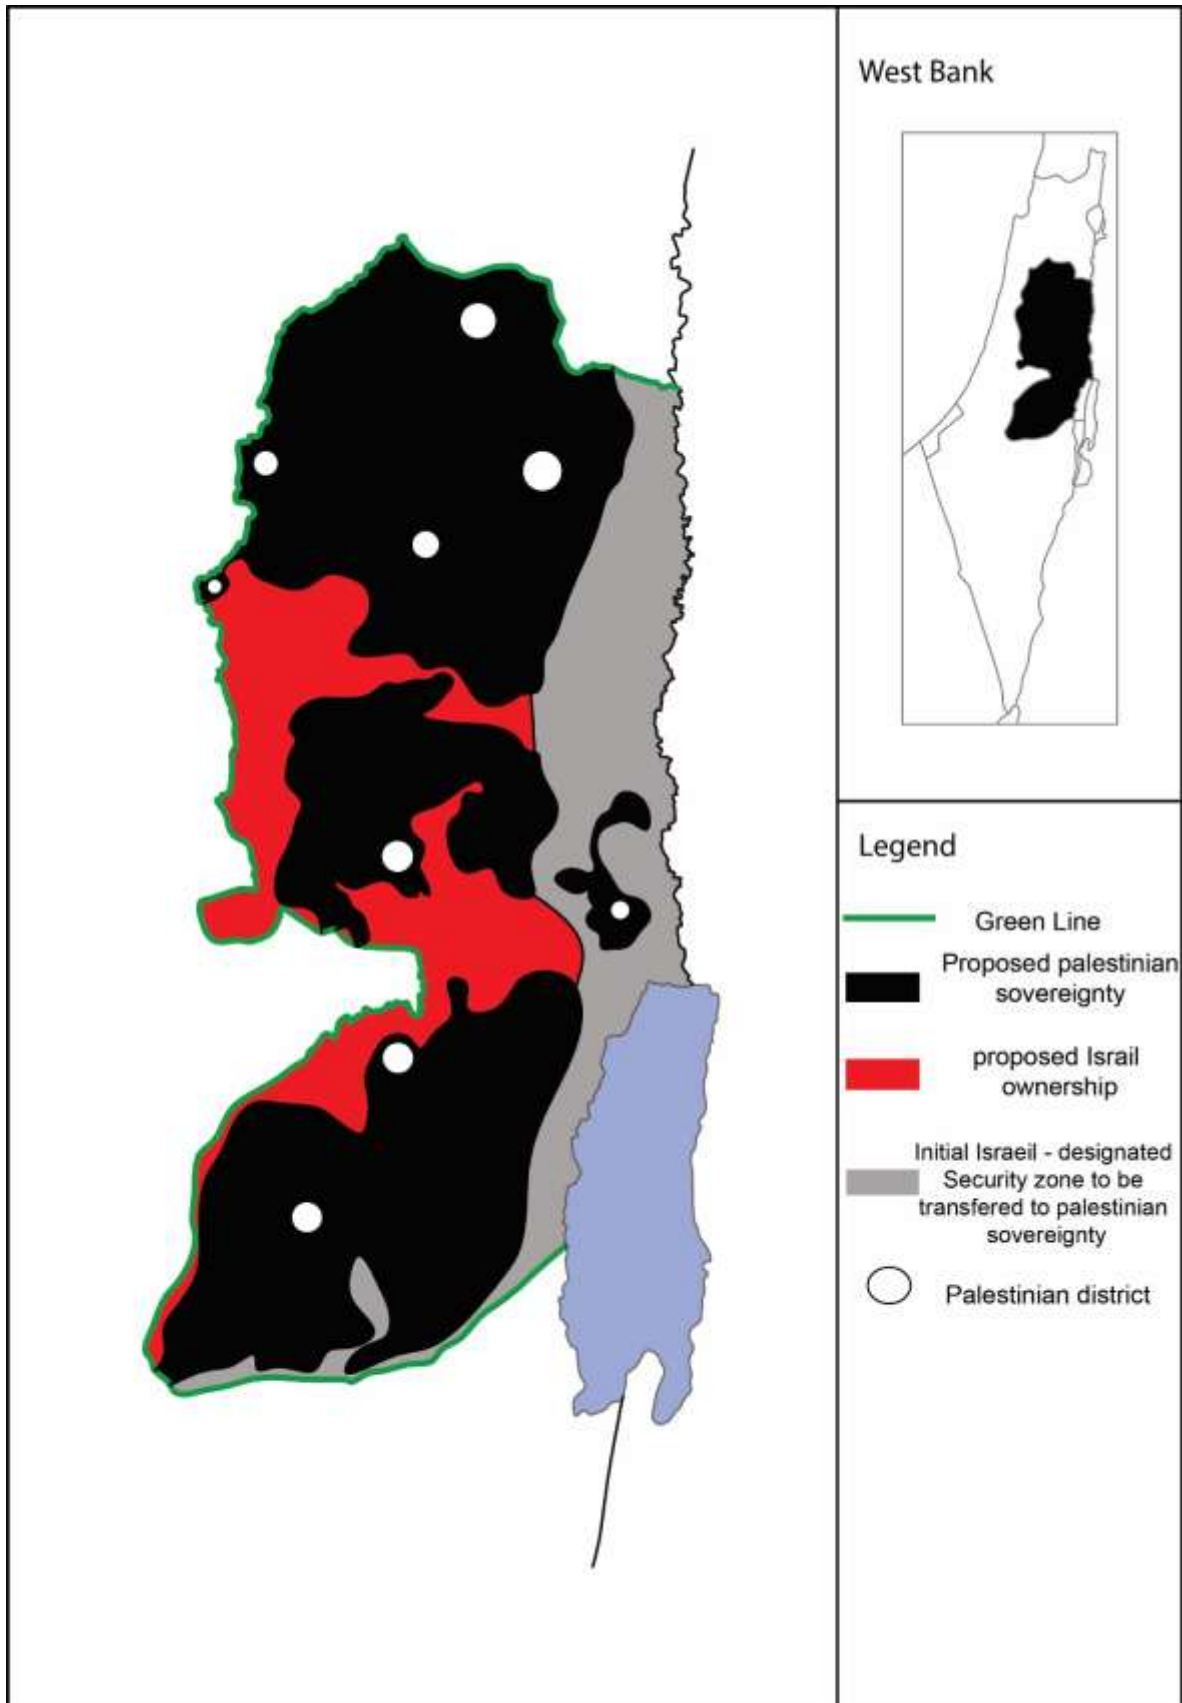 West Bank
Legend
Green Line
Proposed palestinian
sovereignty
proposed Israil
ownership
Initial Israeil - designated
Security zone to be
transfered to palestinian
sovereignty
Palestinian district